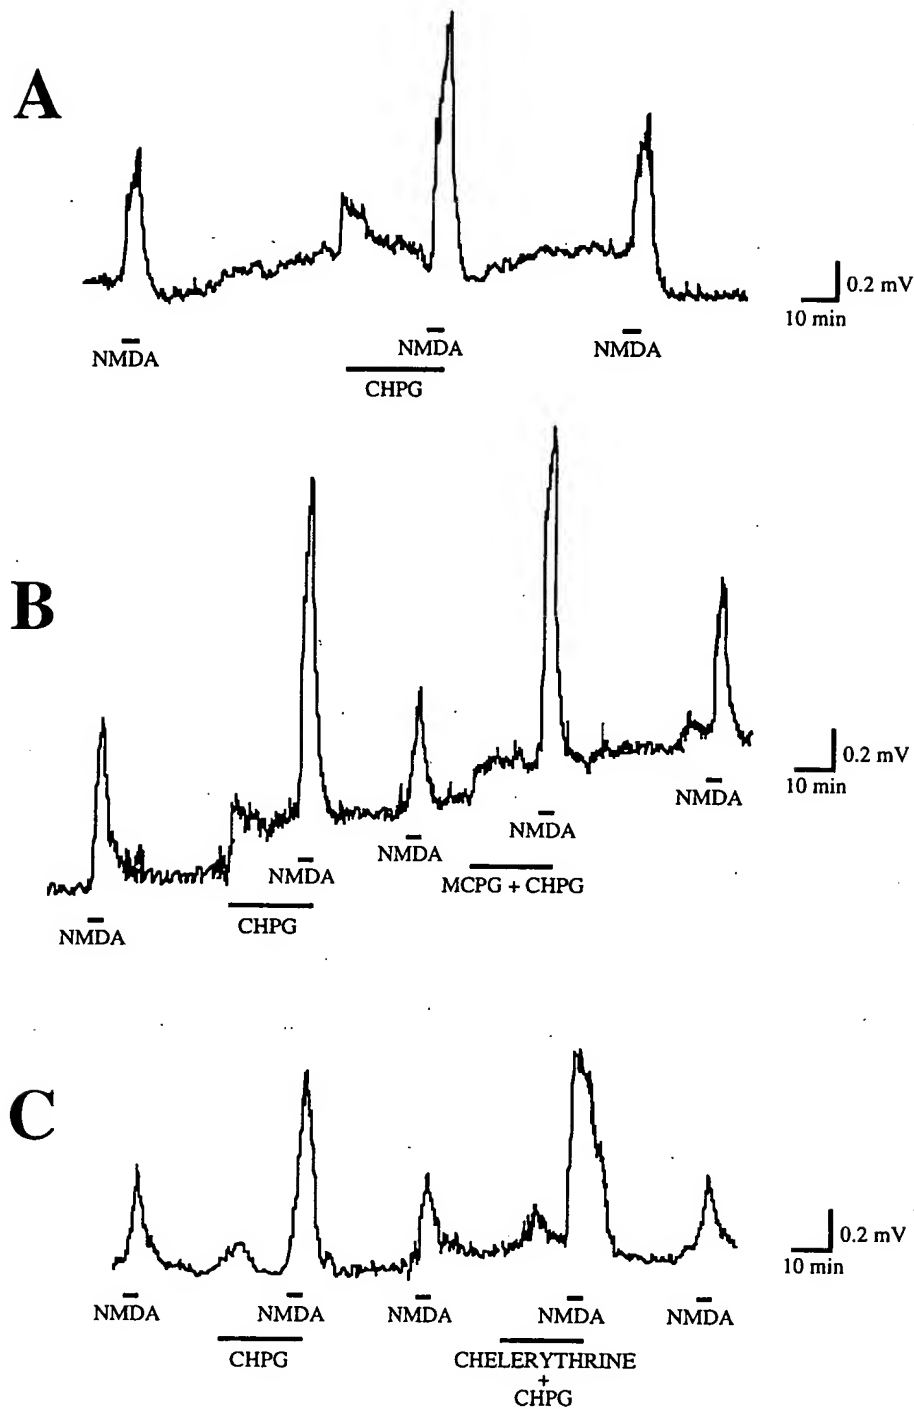 A
0.2 mV
10 min
NMDA
NMDA
NMDA
CHPG
B
0.2 mV
10 min
NMDA
NMDA
NMDA
NMDA
NMDA
MCPG + CHPG
CHPG
C
0.2 mV
10 min
NMDA
NMDA
NMDA
NMDA
NMDA
CHPG
CHELERYTHRINE
+
CHPG